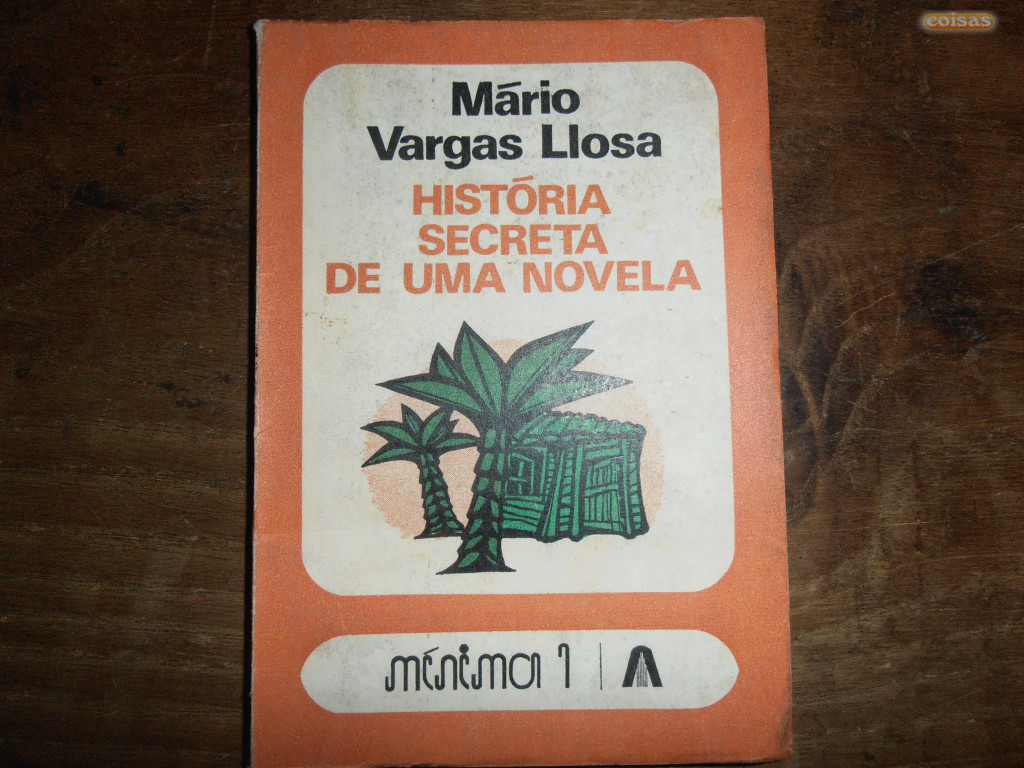 coisas
Mário
Vargas Llosa
HISTÓRIA
SECRETA
DE UMA NOVELA
mínima 1